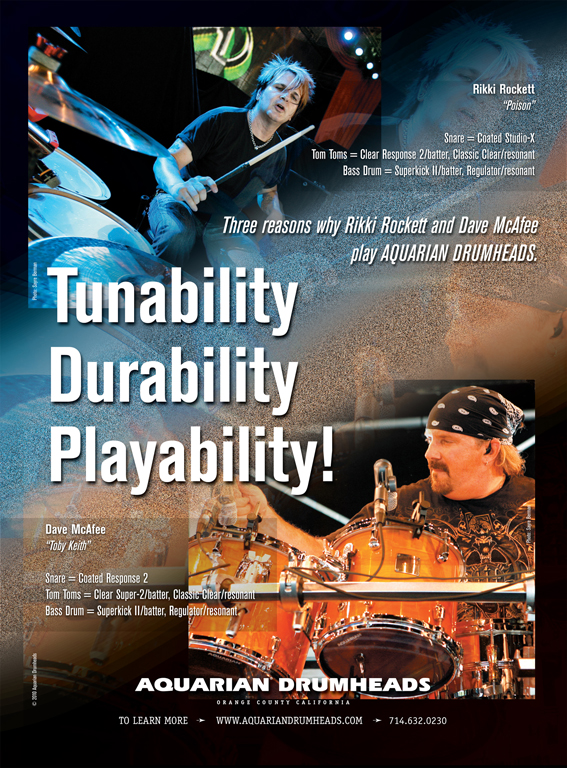 Rikki Rockett
"Poison"
Snare = Coated Studio-X
Tom Toms = Clear Response 2/batter, Classic Clear/resonant
Bass Drum = Superkick II/batter, Regulator/resonant
Three reasons why Rikki Rockett and Dave McAfee
play AQUARIAN DRUMHEADS.
Tunability
Durability
Playability!
Dave McAfee
"Toby Keith"
Snare = Coated Response 2
Tom Toms = Clear Super-2/batter, Classic Clear/resonant
Bass Drum = Superkick II/batter, Regulator/resonant
© 2010 Aquarian Drumheads
AQUARIAN DRUMHEADS
ORANGE COUNTY CALIFORNIA
TO LEARN MORE ➛ WWW.AQUARIANDRUMHEADS.COM ➛ 714.632.0230